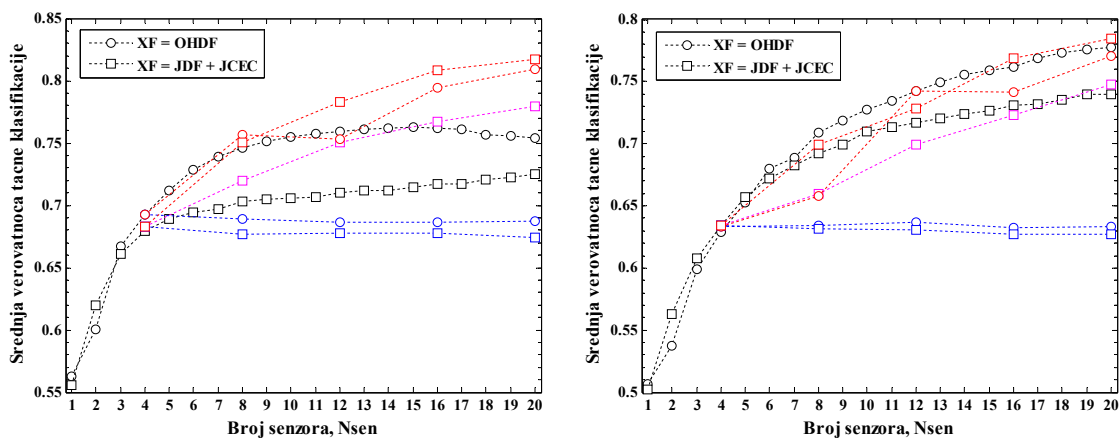 XF = OHDF
XF = JDF + JCEC
Srednja verovatnoca tacne klasifikacije
0.85
0.8
0.75
0.7
0.65
0.6
0.55
1 2 3 4 5 6 7 8 9 10 11 12 13 14 15 16 17 18 19 20
Broj senzora, Nsen
XF = OHDF
XF = JDF + JCEC
Srednja verovatnoca tacne klasifikacije
0.8
0.75
0.7
0.65
0.6
0.55
0.5
1 2 3 4 5 6 7 8 9 10 11 12 13 14 15 16 17 18 19 20
Broj senzora, Nsen